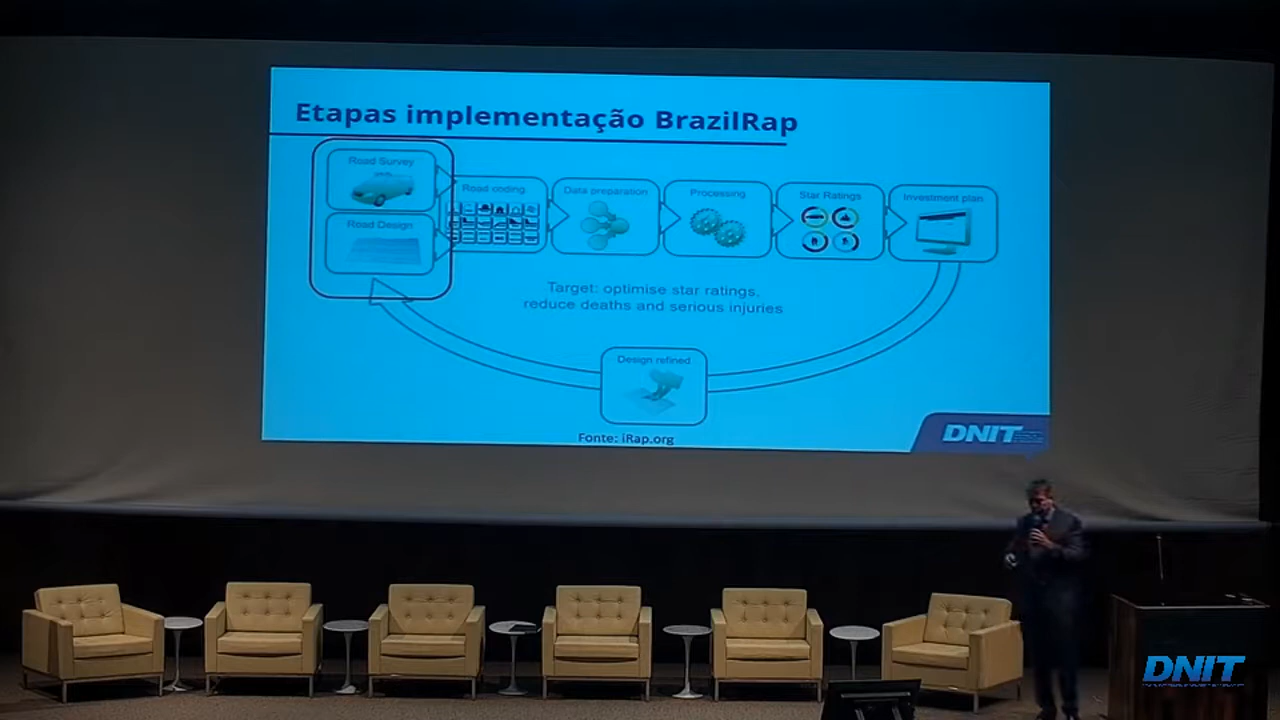 Etapas implementação BrazilRap
Road Survey
Road Design
Road coding
Data preparation
Processing
Star Ratings
Investment plan
Target: optimise star ratings,
reduce deaths and serious injuries
Design refined
Fonte: iRap.org
DNIT
DNIT